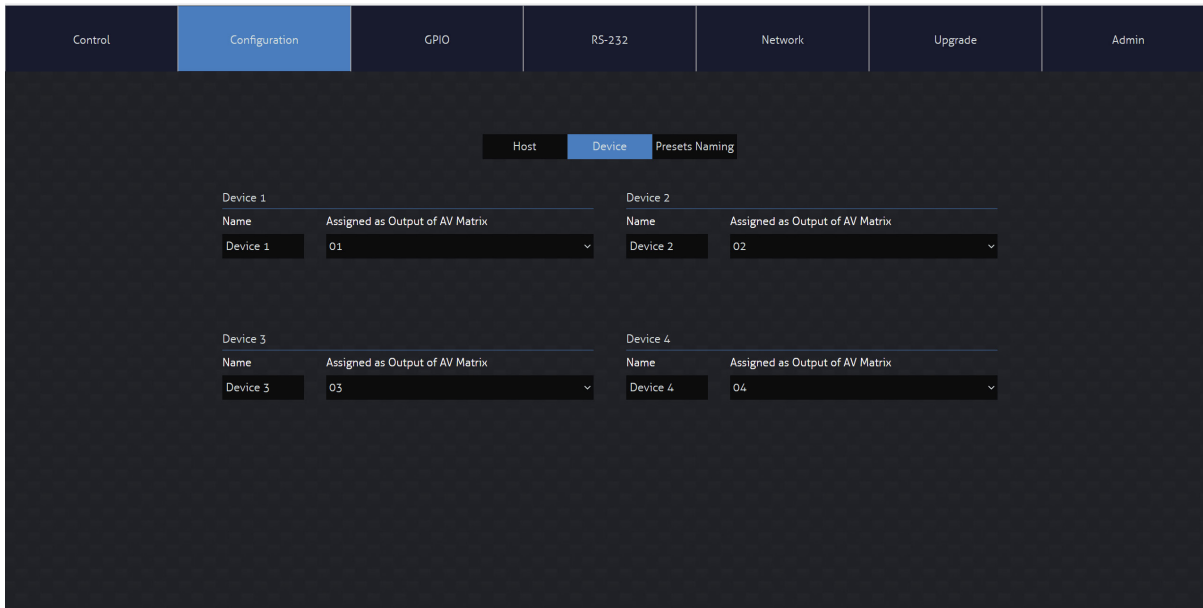 Control Configuration GPIO RS-232 Network Upgrade Admin
Host Device Presets Naming
Device 1 Device 2
Name Assigned as Output of AV Matrix Name Assigned as Output of AV Matrix
Device 1 01 Device 2 02
Device 3 Device 4
Name Assigned as Output of AV Matrix Name Assigned as Output of AV Matrix
Device 3 03 Device 4 04